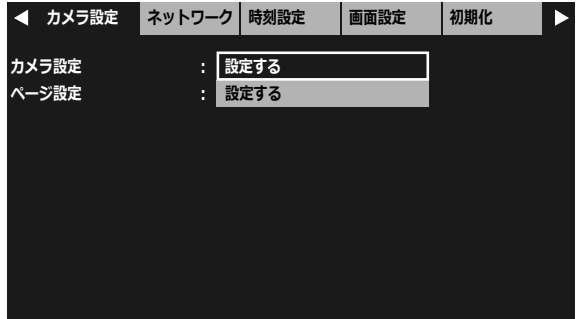 ◀ カメラ設定 ネットワーク 時刻設定 画面設定 初期化 ▶
カメラ設定 : 設定する
ページ設定 : 設定する